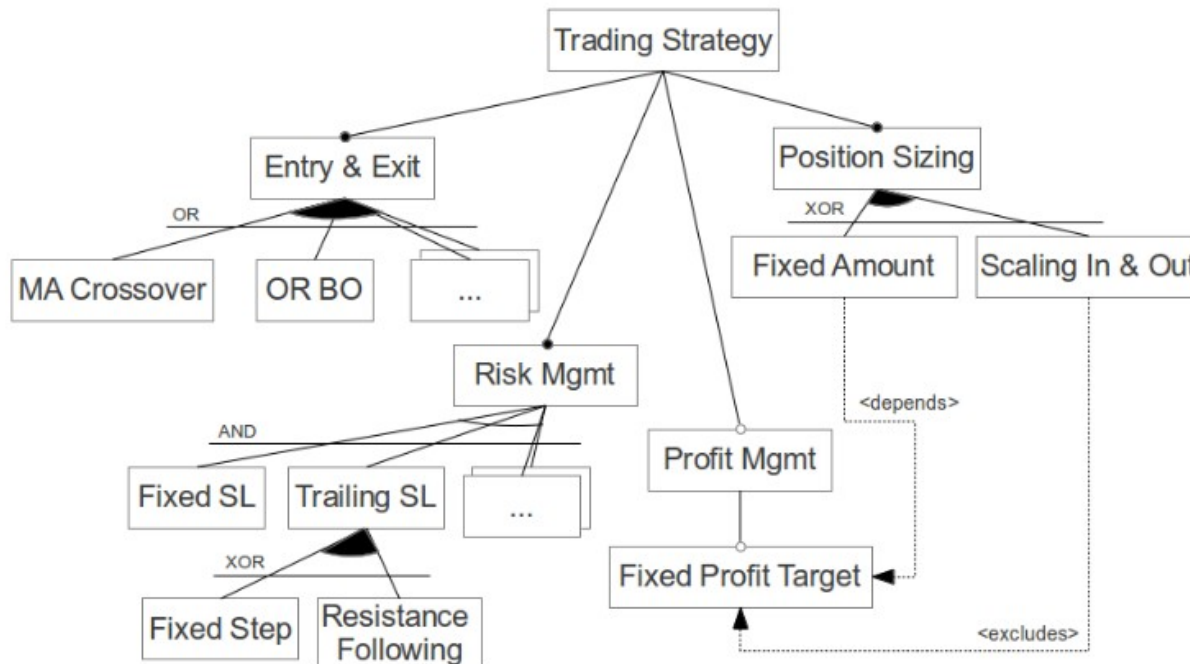 Trading Strategy
Entry & Exit
Position Sizing
OR
XOR
MA Crossover
OR BO
...
Fixed Amount
Scaling In & Out
Risk Mgmt
<depends>
AND
Profit Mgmt
Fixed SL
Trailing SL
...
XOR
Fixed Profit Target
Fixed Step
Resistance
Following
<excludes>